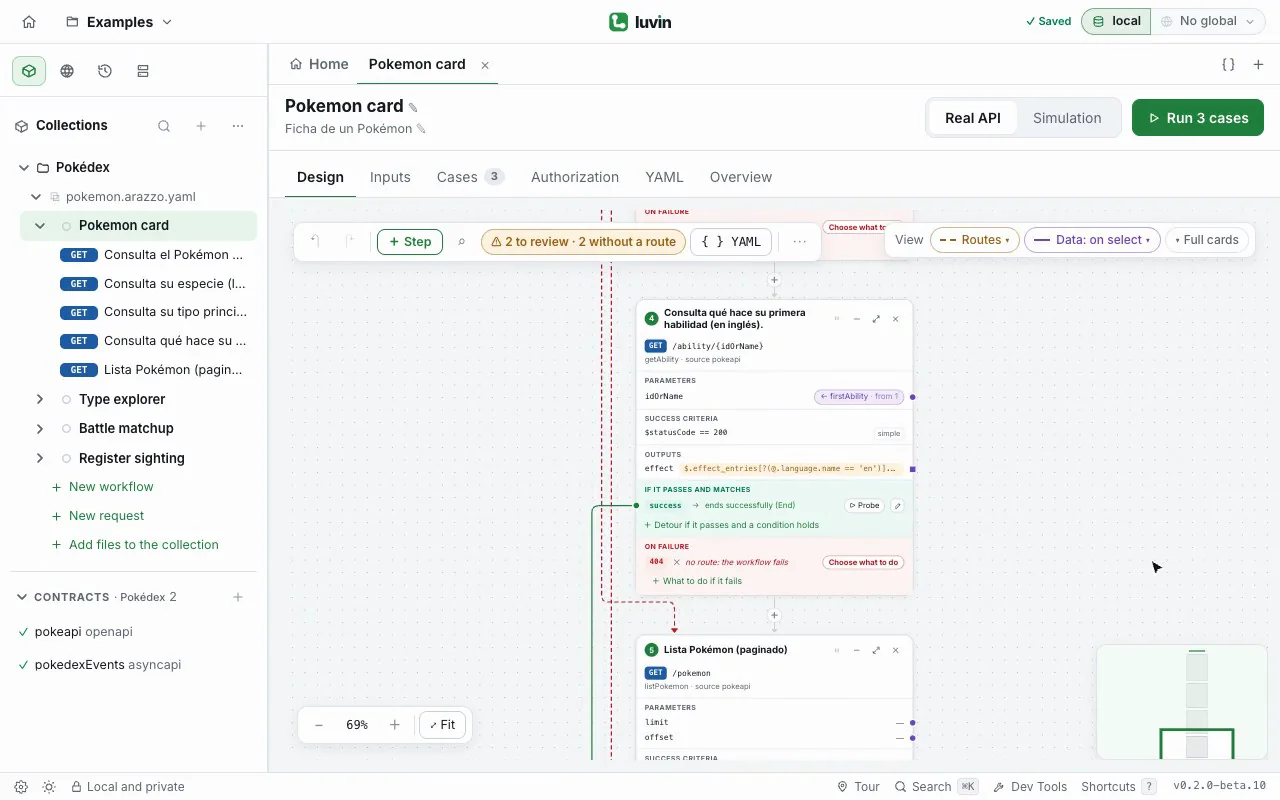 Examples
luvin
Saved
local
No global
Home
Pokemon card
Collections
Pokédex
pokemon.arazzo.yaml
Pokemon card
GET Consulta el Pokémon ...
GET Consulta su especie (l...
GET Consulta su tipo princi...
GET Consulta qué hace su ...
GET Lista Pokémon (pagin...
Type explorer
Battle matchup
Register sighting
+ New workflow
+ New request
+ Add files to the collection
CONTRACTS · Pokédex 2
pokeapi openapi
pokedexEvents asyncapi
Pokemon card
Ficha de un Pokémon
Real API
Simulation
Run 3 cases
Design
Inputs
Cases 3
Authorization
YAML
Overview
ON FAILURE
+ Step
2 to review · 2 without a route
{ } YAML
Choose what to
View
Routes
Data: on select
Full cards
4 Consulta qué hace su primera
habilidad (en inglés).
GET /ability/{idOrName}
getAbility · source pokeapi
PARAMETERS
idOrName ← firstAbility · from ↑
SUCCESS CRITERIA
$statusCode == 200 simple
OUTPUTS
effect $.effect_entries[?(@.language.name == 'en')]...
IF IT PASSES AND MATCHES
success → ends successfully (End) Probe
+ Detour if it passes and a condition holds
ON FAILURE
404 × no route: the workflow fails Choose what to do
+ What to do if it fails
5 Lista Pokémon (paginado)
GET /pokemon
listPokemon · source pokeapi
PARAMETERS
limit —
offset —
SUCCESS CRITERIA
− 69% + Fit
Local and private
Tour
Search ⌘K
Dev Tools
Shortcuts ?
v0.2.0-beta.10